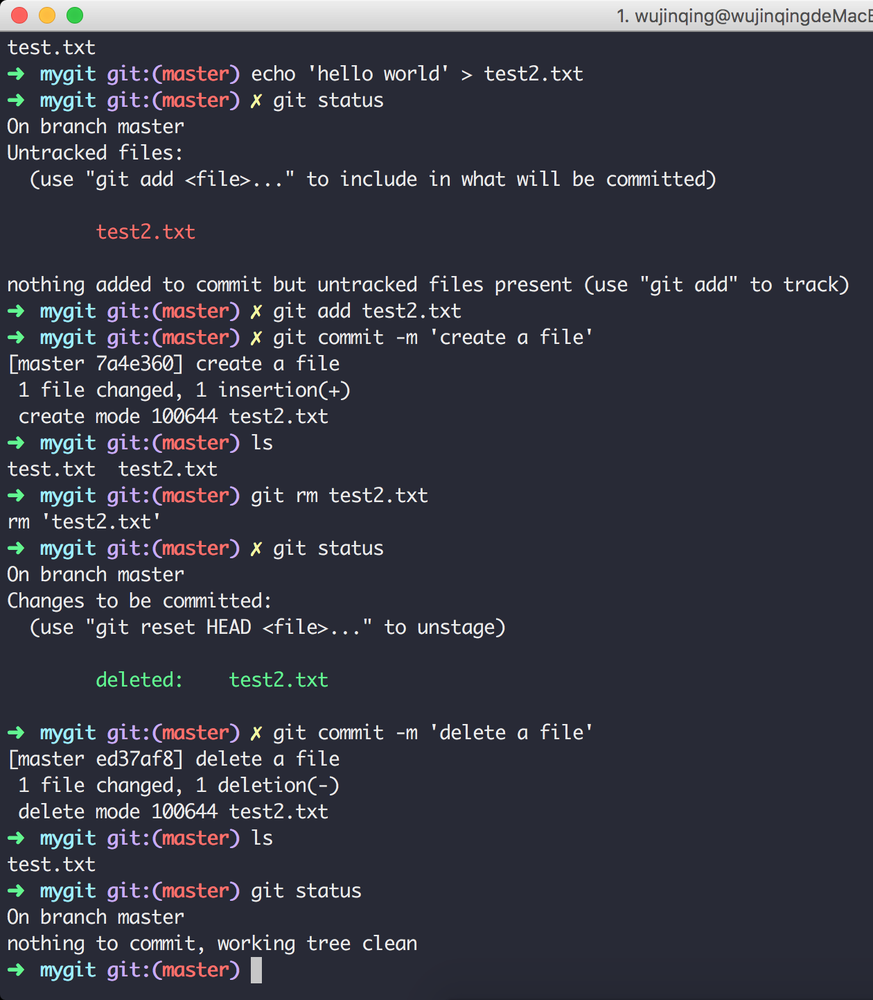 1. wujinqing@wujinqingdeMacB
test.txt
➜  mygit git:(master) echo 'hello world' > test2.txt
➜  mygit git:(master) ✗ git status
On branch master
Untracked files:
  (use "git add <file>..." to include in what will be committed)
        test2.txt
nothing added to commit but untracked files present (use "git add" to track)
➜  mygit git:(master) ✗ git add test2.txt
➜  mygit git:(master) ✗ git commit -m 'create a file'
[master 7a4e360] create a file
 1 file changed, 1 insertion(+)
 create mode 100644 test2.txt
➜  mygit git:(master) ls
test.txt  test2.txt
➜  mygit git:(master) git rm test2.txt
rm 'test2.txt'
➜  mygit git:(master) ✗ git status
On branch master
Changes to be committed:
  (use "git reset HEAD <file>..." to unstage)
        deleted:    test2.txt
➜  mygit git:(master) ✗ git commit -m 'delete a file'
[master ed37af8] delete a file
 1 file changed, 1 deletion(-)
 delete mode 100644 test2.txt
➜  mygit git:(master) ls
test.txt
➜  mygit git:(master) git status
On branch master
nothing to commit, working tree clean
➜  mygit git:(master)